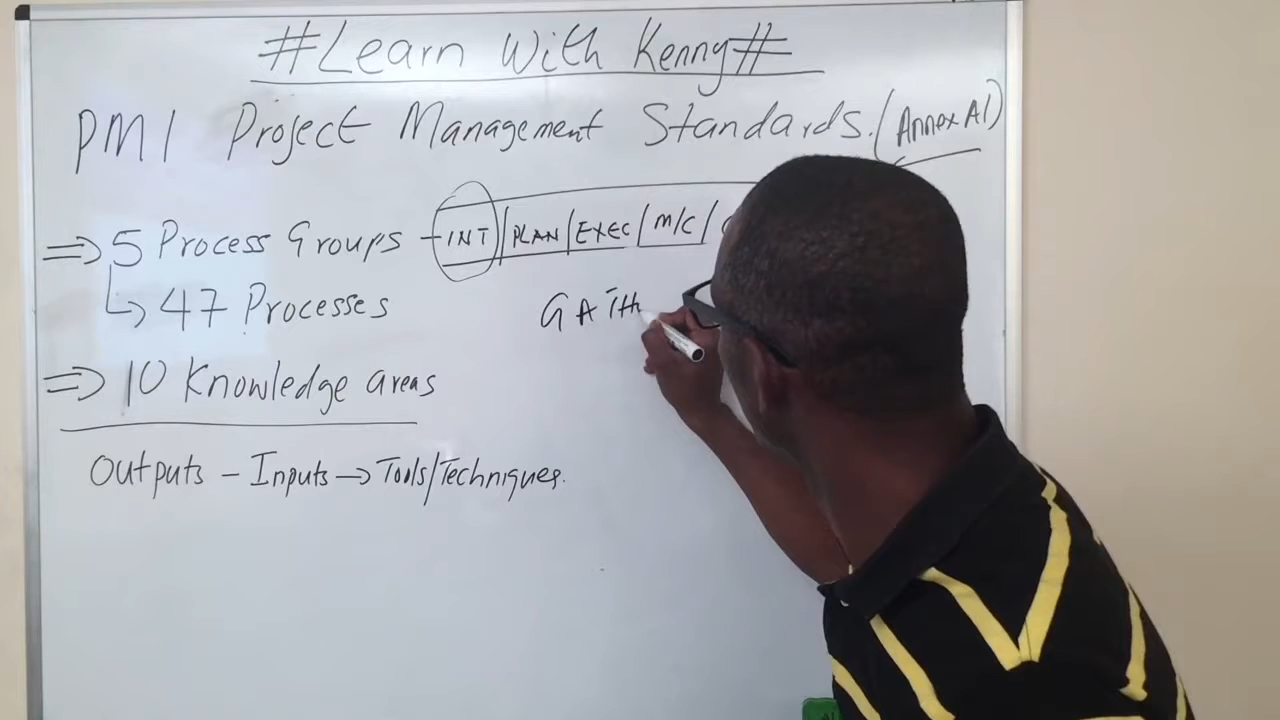 #Learn With Kenny#
PMI Project Management Standards. (Annex A1)
⇒ 5 Process Groups - INT / PLAN / EXEC / M/C /
↳ 47 Processes
GATH
⇒ 10 Knowledge areas
Outputs - Inputs → Tools/Techniques.